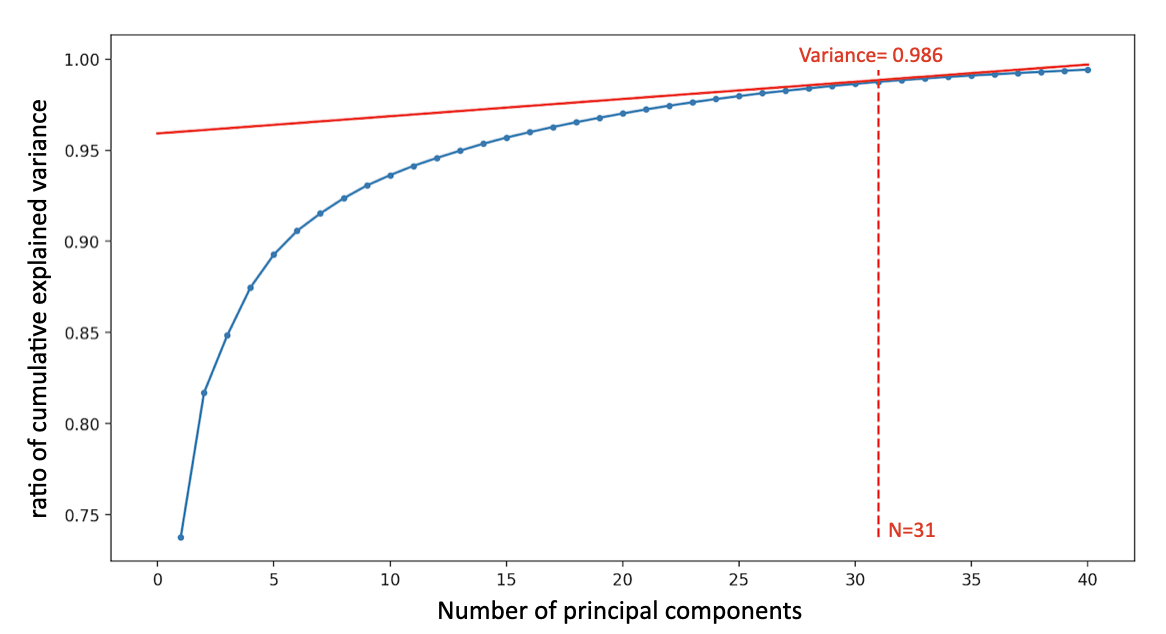 Variance= 0.986
1.00
0.95
0.90
0.85
0.80
0.75
ratio of cumulative explained variance
N=31
0 5 10 15 20 25 30 35 40
Number of principal components